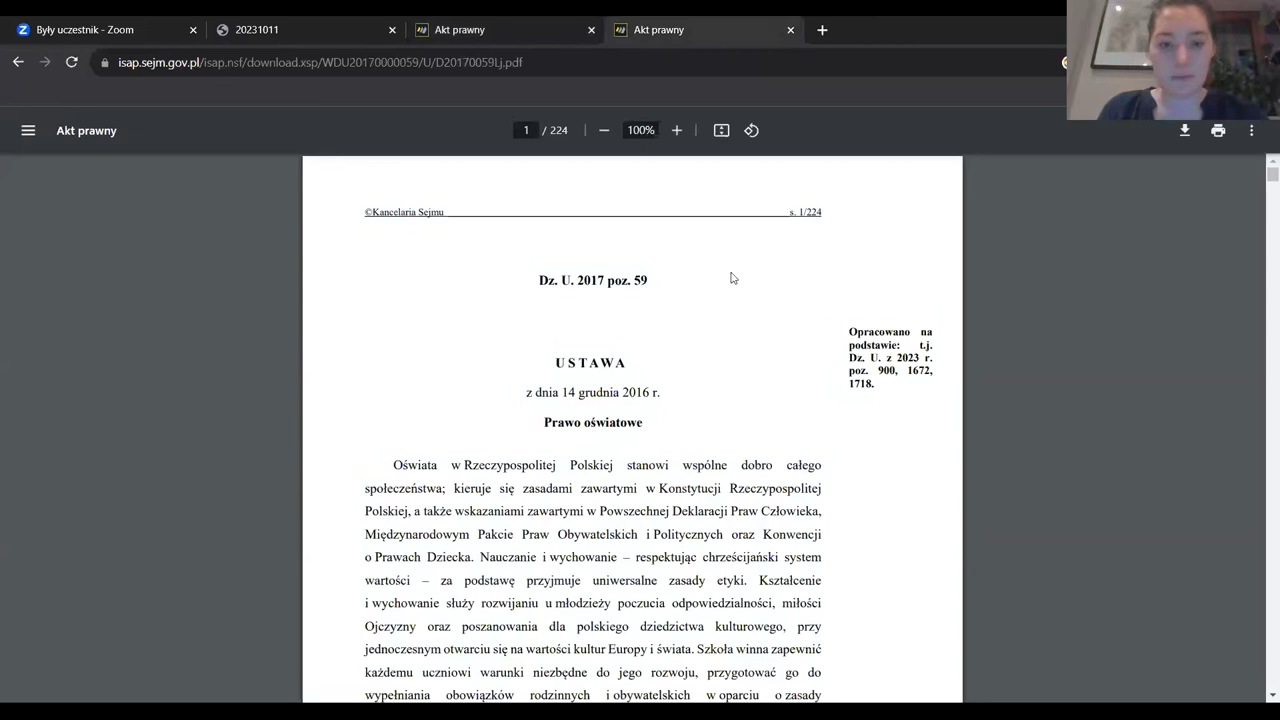 Były uczestnik - Zoom
20231011
Akt prawny
Akt prawny
isap.sejm.gov.pl/isap.nsf/download.xsp/WDU20170000059/U/D20170059Lj.pdf
Akt prawny
1 / 224
100%
©Kancelaria Sejmu s. 1/224
Dz. U. 2017 poz. 59
Opracowano na
podstawie: t.j.
Dz. U. z 2023 r.
poz. 900, 1672,
1718.
USTAWA
z dnia 14 grudnia 2016 r.
Prawo oświatowe
Oświata w Rzeczypospolitej Polskiej stanowi wspólne dobro całego
społeczeństwa; kieruje się zasadami zawartymi w Konstytucji Rzeczypospolitej
Polskiej, a także wskazaniami zawartymi w Powszechnej Deklaracji Praw Człowieka,
Międzynarodowym Pakcie Praw Obywatelskich i Politycznych oraz Konwencji
o Prawach Dziecka. Nauczanie i wychowanie – respektując chrześcijański system
wartości – za podstawę przyjmuje uniwersalne zasady etyki. Kształcenie
i wychowanie służy rozwijaniu u młodzieży poczucia odpowiedzialności, miłości
Ojczyzny oraz poszanowania dla polskiego dziedzictwa kulturowego, przy
jednoczesnym otwarciu się na wartości kultur Europy i świata. Szkoła winna zapewnić
każdemu uczniowi warunki niezbędne do jego rozwoju, przygotować go do
wypełniania obowiązków rodzinnych i obywatelskich w oparciu o zasady